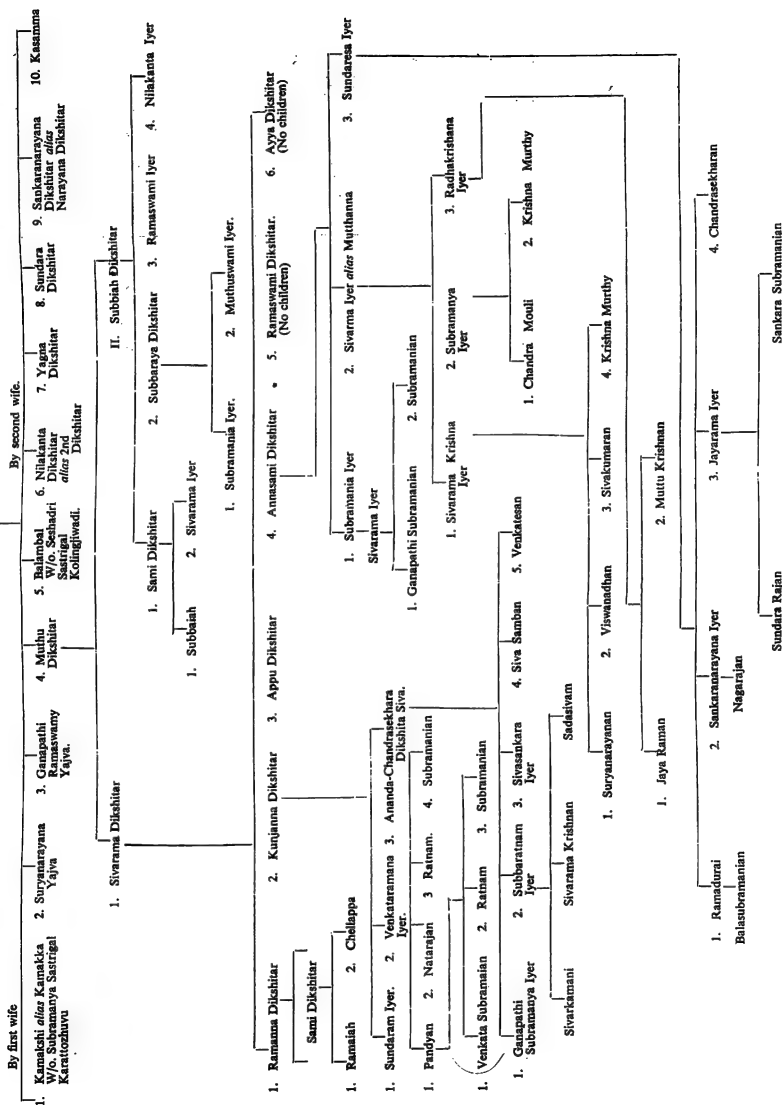 By first wife
By second wife.
1. Kamakshi alias Kamakka
W/o. Subramanya Sastrigal
Karattozhuvu
2. Suryanarayana
Yajva
3. Ganapathi
Ramaswamy
Yajva.
4. Muthu
Dikshitar
5. Balambal
W/o. Seshadri
Sastrigal
Kolingjiwadi.
6. Nilakanta
Dikshitar
alias 2nd
Dikshitar
7. Yagna
Dikshitar
8. Sundara
Dikshitar
9. Sankaranarayana
Dikshitar alias
Narayana Dikshitar
10. Kasamma
1. Sivarama Dikshitar
II. Subbiah Dikshitar
1. Sami Dikshitar
2. Subbaraya Dikshitar
3. Ramaswami Iyer
4. Nilakanta Iyer
1. Subbaiah
2. Sivarama Iyer
1. Subramania Iyer.
2. Muthuswami Iyer.
1. Ramanna Dikshitar
2. Kunjanna Dikshitar
3. Appu Dikshitar
4. Annasami Dikshitar
5. Ramaswami Dikshitar.
(No children)
6. Ayya Dikshitar
(No children)
Sami Dikshitar
1. Ramaiah
2. Chellappa
1. Subramania Iyer
2. Sivarma Iyer alias Mutthanna
3. Sundaresa Iyer
Sivarama Iyer
1. Ganapathi Subramanian
2. Subramanian
1. Sundaram Iyer.
2. Venkataramana
Iyer.
3. Ananda-Chandrasekhara
Dikshita Siva.
1. Pandyan
2. Natarajan
3 Ratnam.
4. Subramanian
1. Sivarama Krishna
Iyer
2. Subramanya
Iyer
3. Radhakrishana
Iyer
1. Chandra Mouli
2. Krishna Murthy
1. Venkata Subramaian
2. Ratnam
3. Subramanian
1. Ganapathi
Subramanya Iyer
2. Subbaratnam
Iyer
3. Sivasankara
Iyer
4. Siva Samban
5. Venkatesan
Sivarkamani
Sivarama Krishnan
Sadasivam
1. Suryanarayanan
2. Viswanadhan
3. Sivakumaran
4. Krishna Murthy
1. Jaya Raman
2. Muttu Krishnan
1. Ramadurai
2. Sankaranarayana Iyer
3. Jayarama Iyer
4. Chandrasekharan
Balasubramanian
Nagarajan
Sundara Rajan
Sankara Subramanian